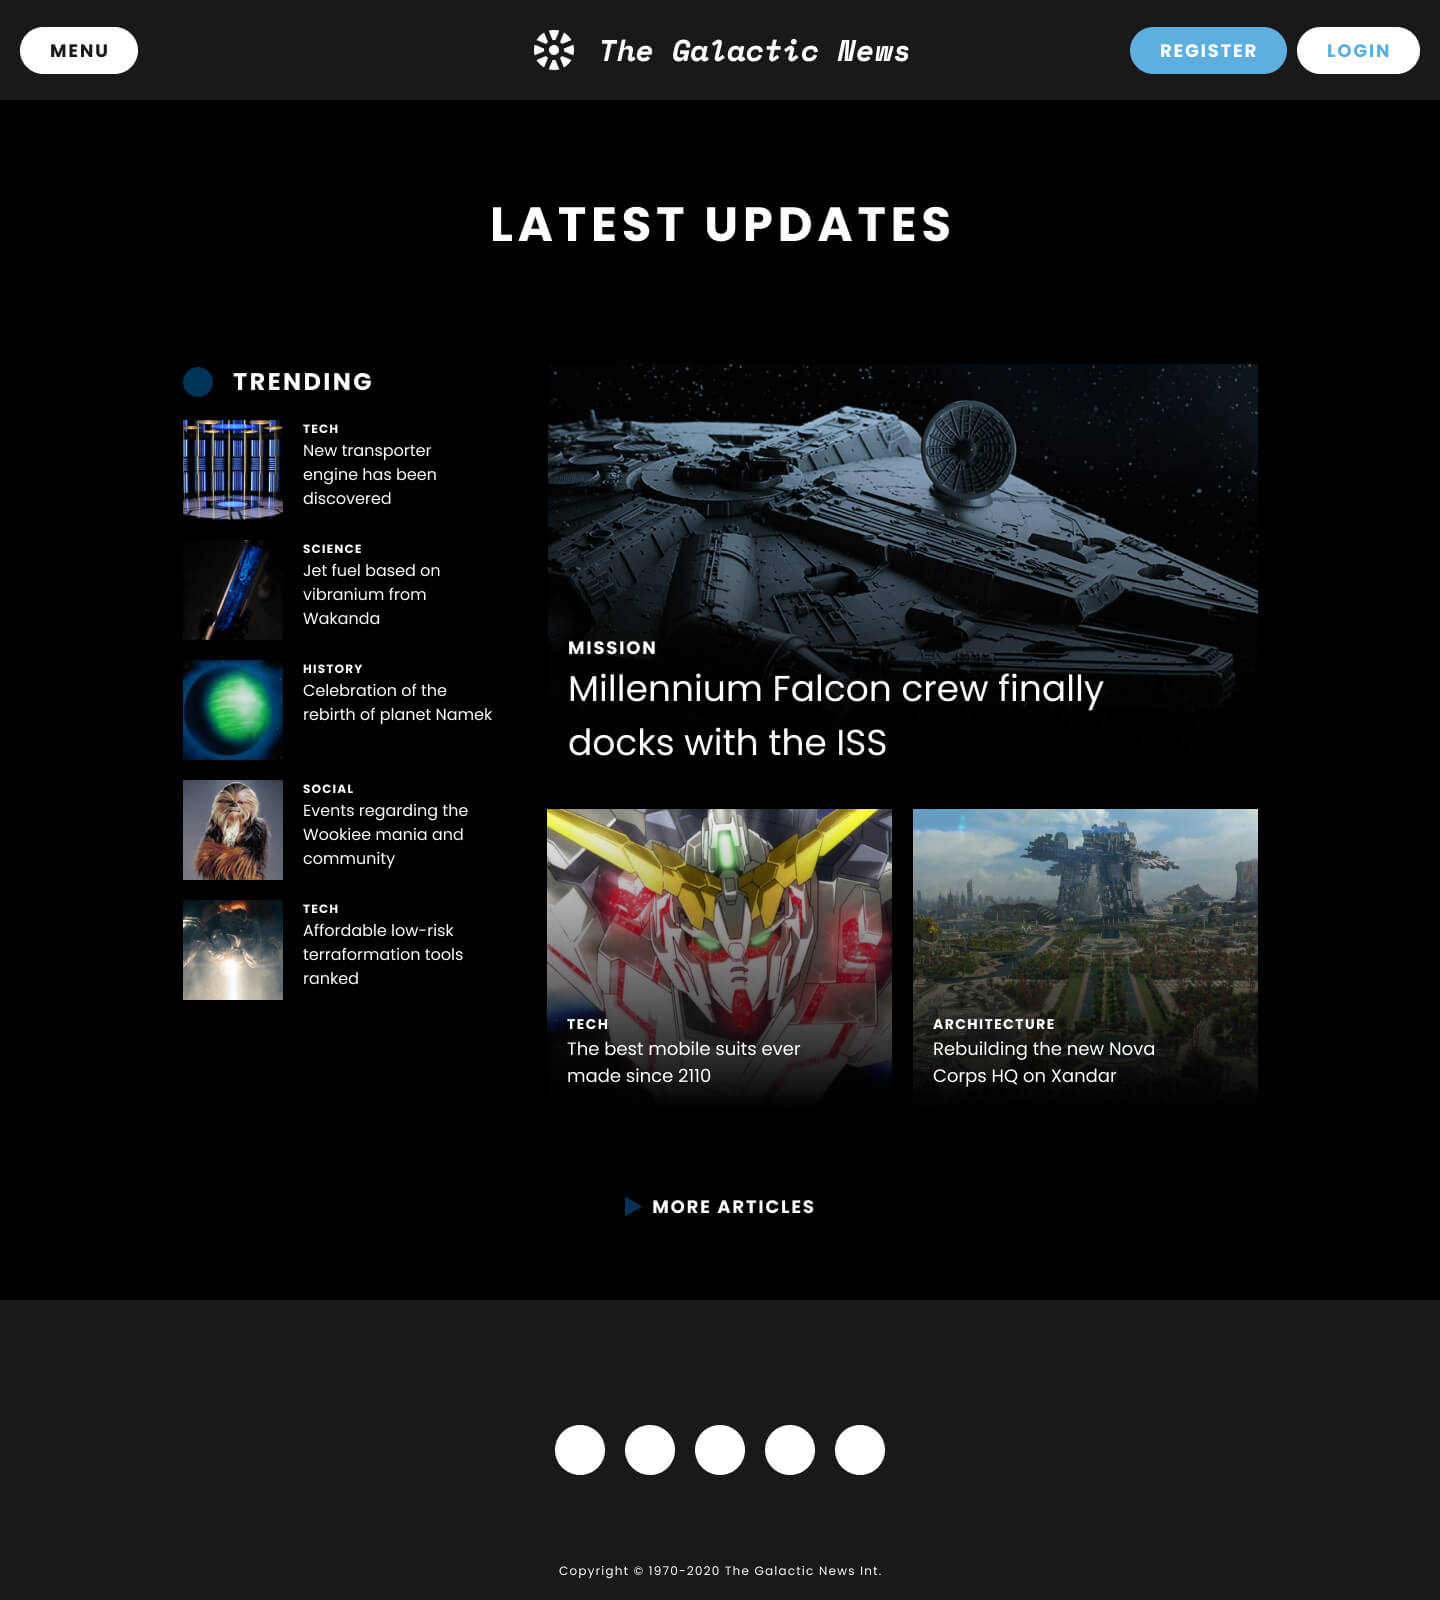 MENU
The Galactic News
REGISTER
LOGIN
LATEST UPDATES
TRENDING
TECH
New transporter
engine has been
discovered
SCIENCE
Jet fuel based on
vibranium from
Wakanda
HISTORY
Celebration of the
rebirth of planet Namek
SOCIAL
Events regarding the
Wookiee mania and
community
TECH
Affordable low-risk
terraformation tools
ranked
MISSION
Millennium Falcon crew finally
docks with the ISS
TECH
The best mobile suits ever
made since 2110
ARCHITECTURE
Rebuilding the new Nova
Corps HQ on Xandar
MORE ARTICLES
Copyright © 1970-2020 The Galactic News Int.